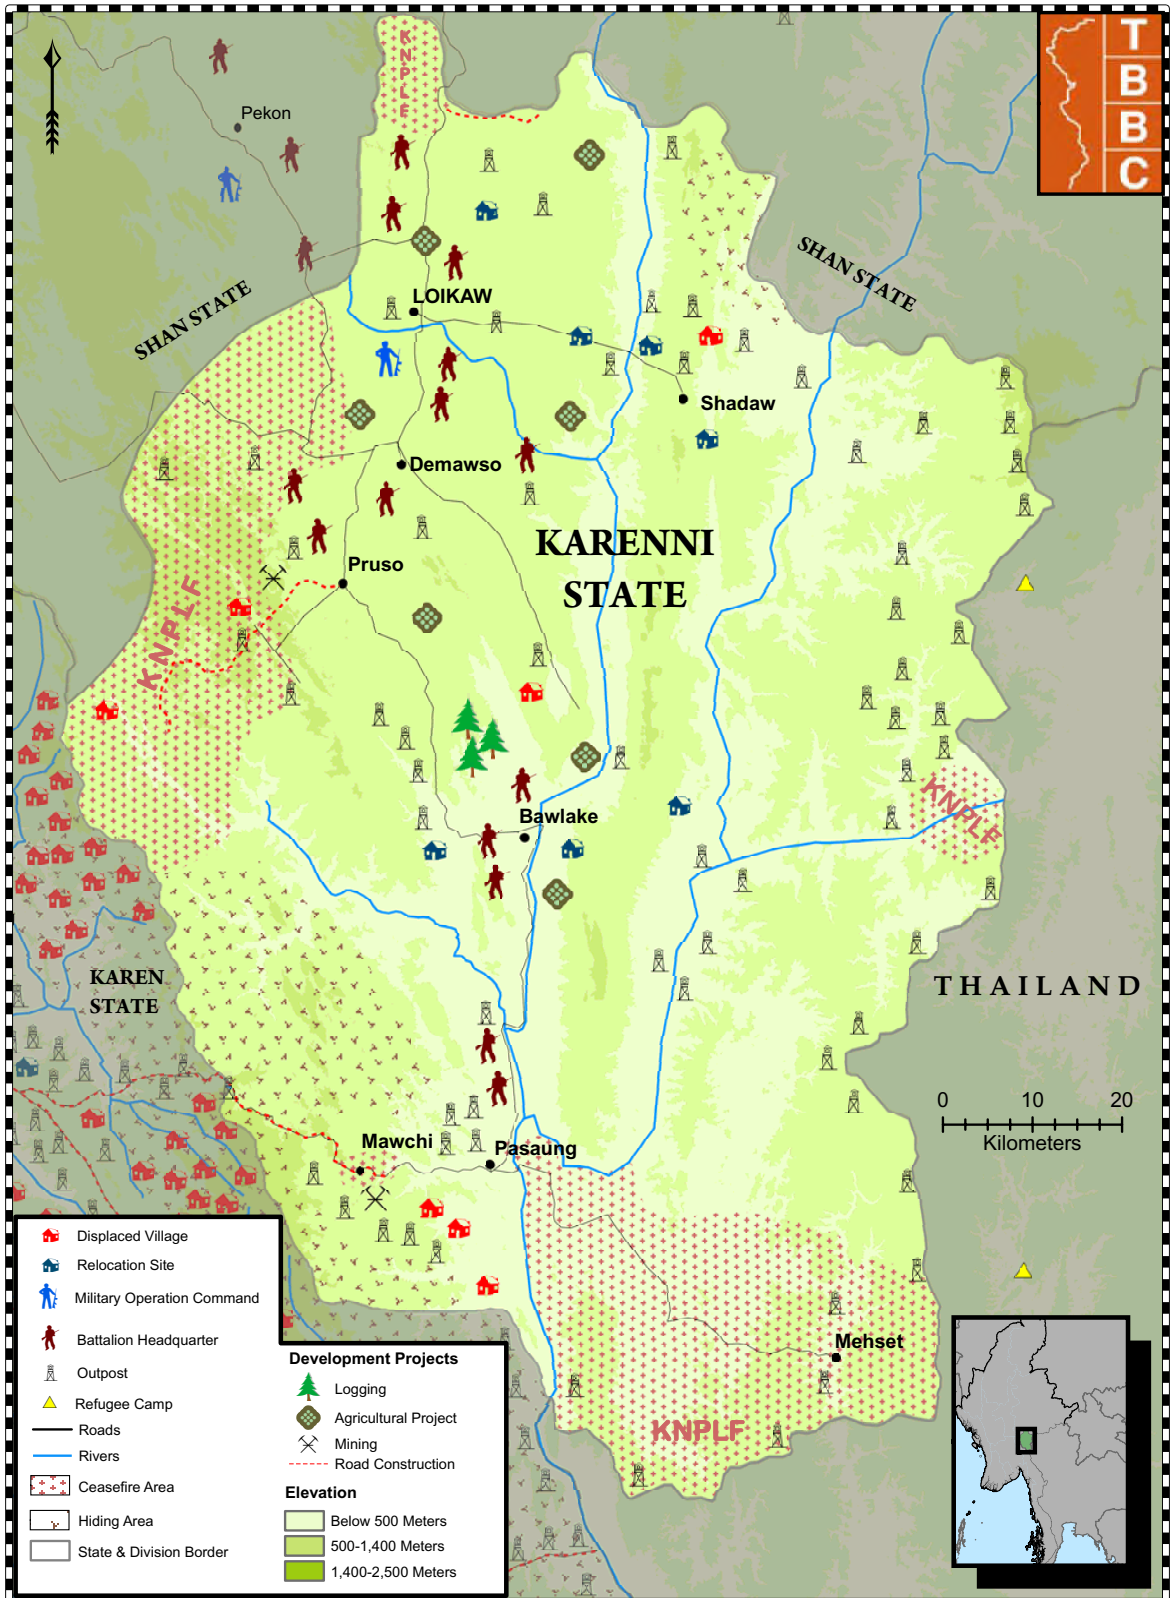 KNPLF
T
B
B
C
Pekon
SHAN STATE
SHAN STATE
LOIKAW
Shadaw
Demawso
KARENNI
STATE
Pruso
KNPLF
KNPLF
Bawlake
KAREN
STATE
THAILAND
0 10 20
Kilometers
Mawchi
Pasaung
Mehset
KNPLF
Displaced Village
Relocation Site
Military Operation Command
Battalion Headquarter
Outpost
Refugee Camp
Roads
Rivers
Ceasefire Area
Hiding Area
State & Division Border
Development Projects
Logging
Agricultural Project
Mining
Road Construction
Elevation
Below 500 Meters
500-1,400 Meters
1,400-2,500 Meters